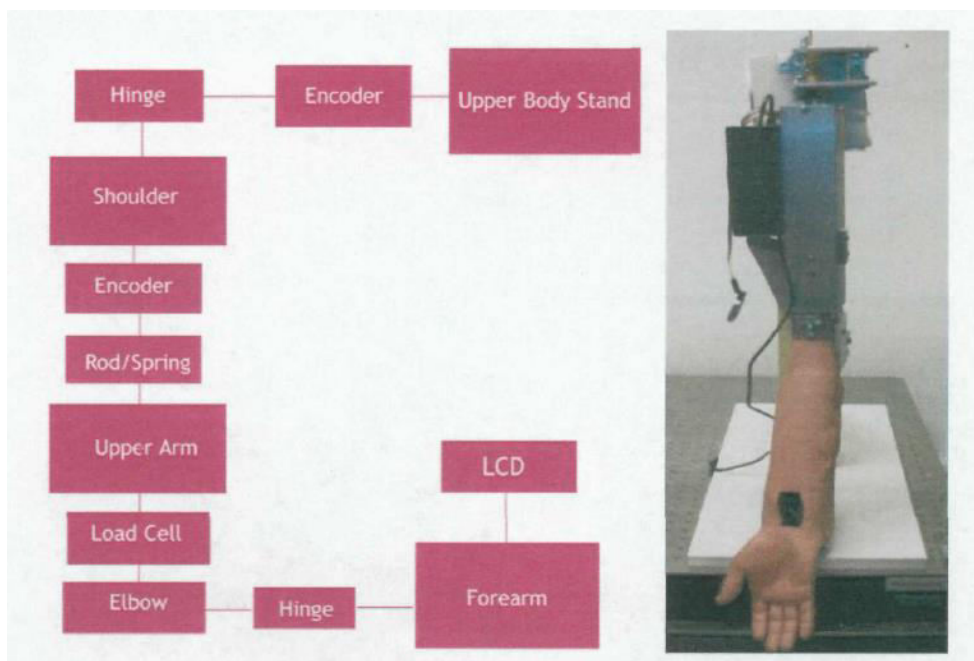 Hinge
Encoder
Upper Body Stand
Shoulder
Encoder
Rod/Spring
Upper Arm
LCD
Load Cell
Elbow
Hinge
Forearm